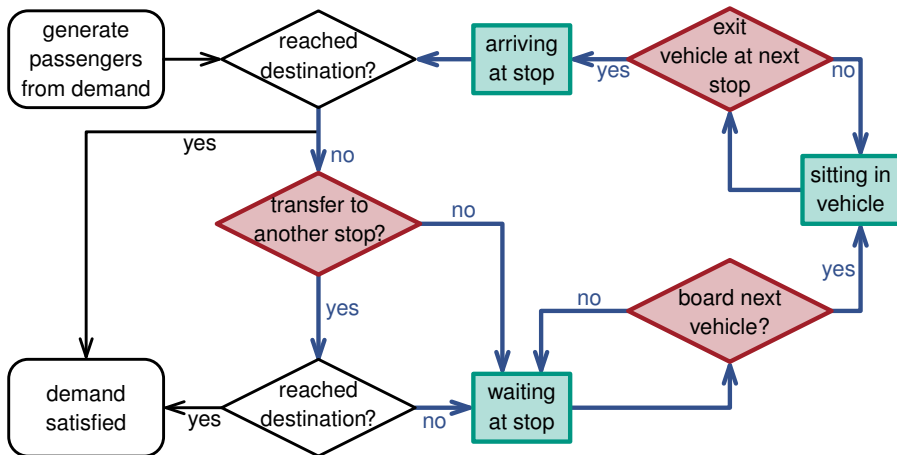 generate
passengers
from demand
reached
destination?
arriving
at stop
yes
exit
vehicle at next
stop
no
yes
no
sitting in
vehicle
transfer to
another stop?
no
yes
no
board next
vehicle?
yes
demand
satisfied
yes
reached
destination?
no
waiting
at stop